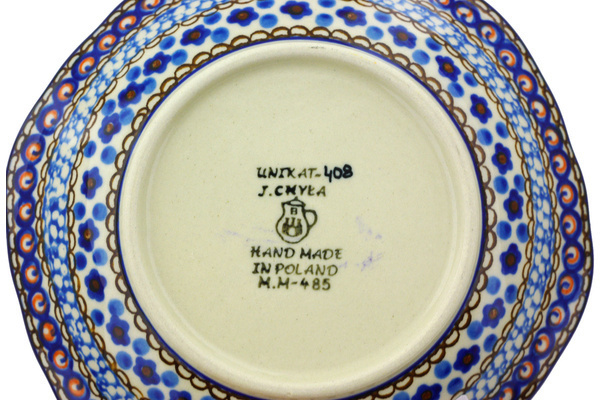 UNIKAT-408
J. CHYŁA
HAND MADE
IN POLAND
M.M-485